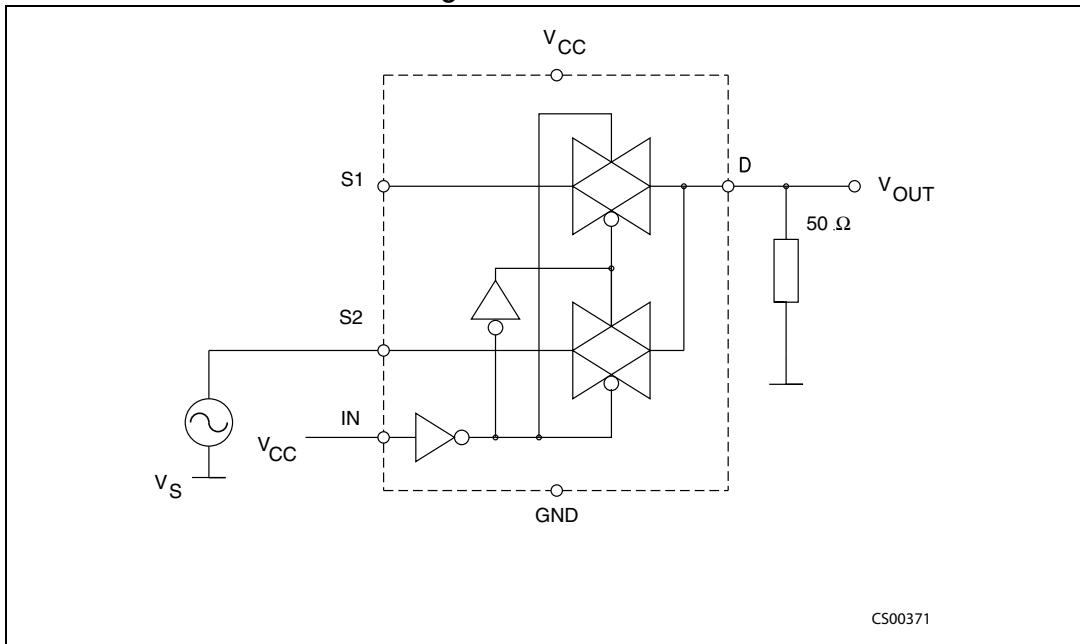 V_CC
S1
D
V_OUT
50 .Ω
S2
IN
V_CC
V_S
GND
CS00371